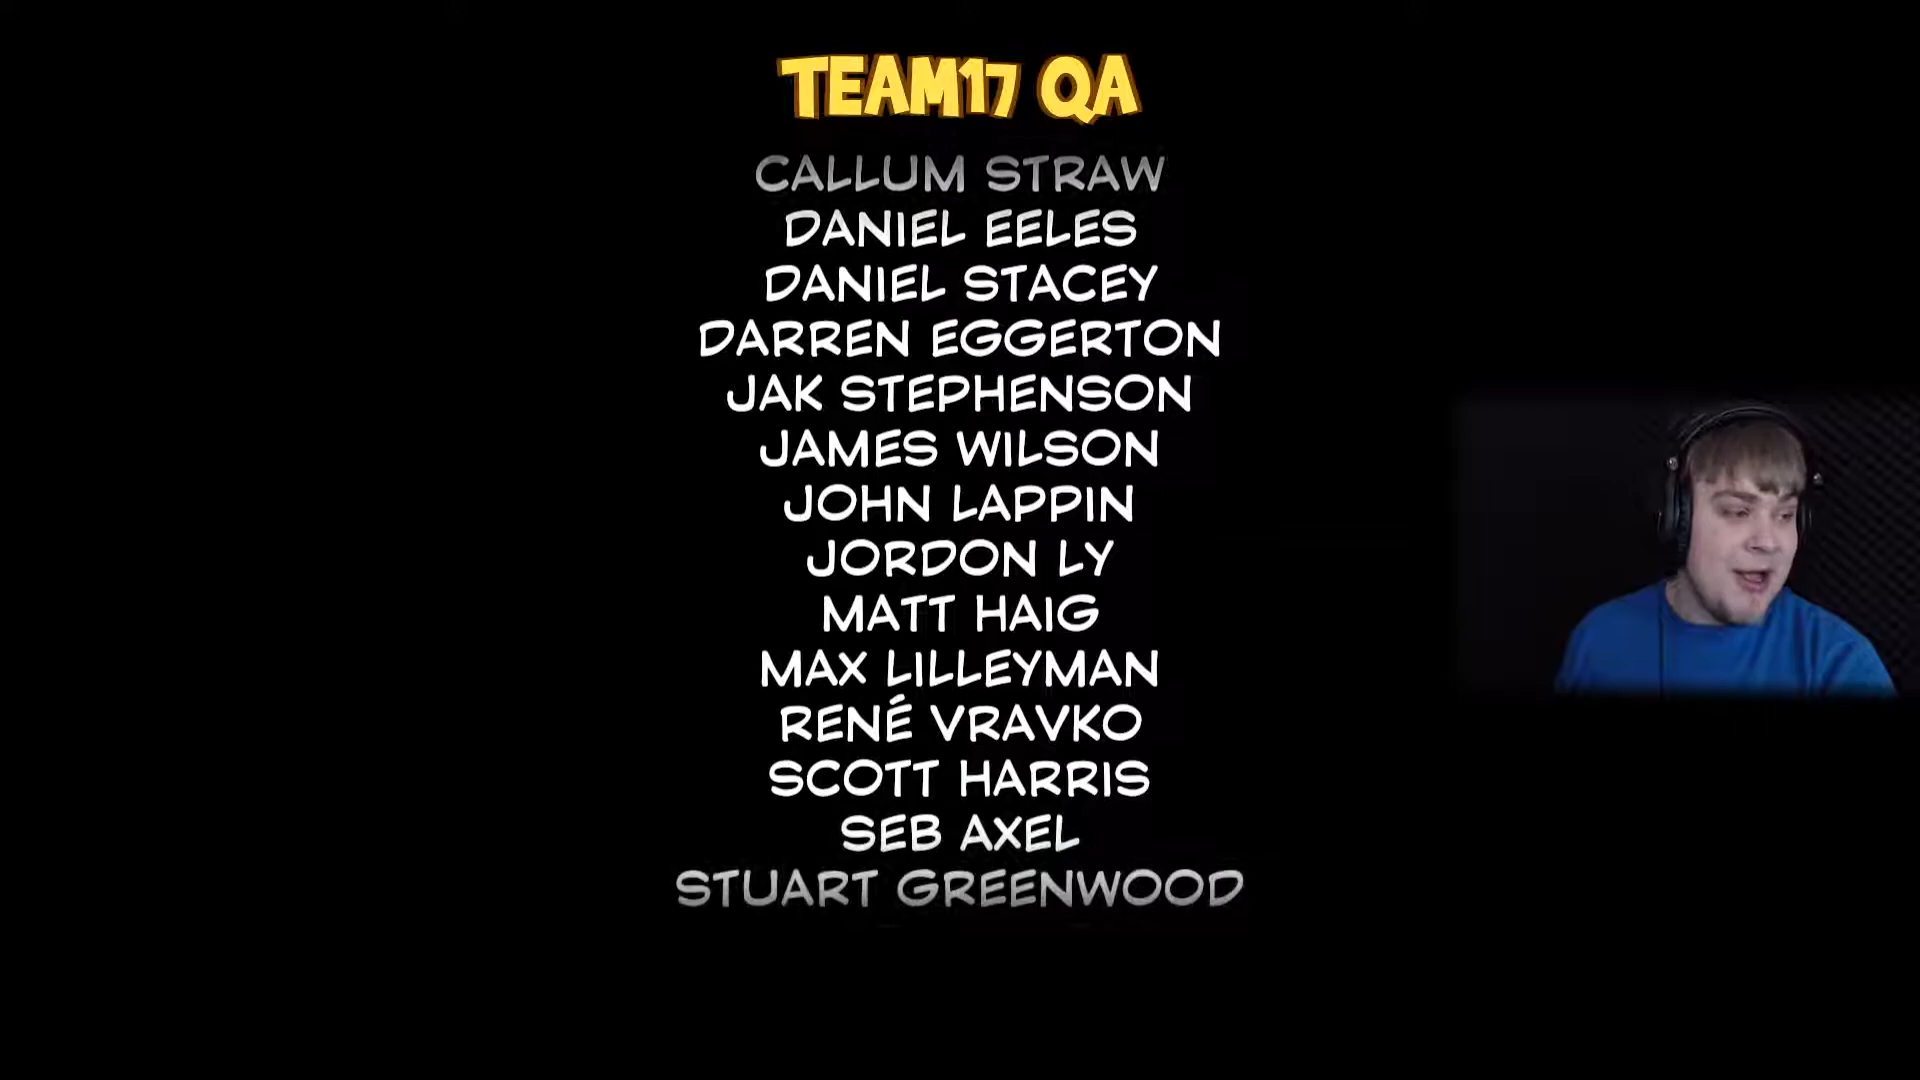 TEAM17 QA
CALLUM STRAW
DANIEL EELES
DANIEL STACEY
DARREN EGGERTON
JAK STEPHENSON
JAMES WILSON
JOHN LAPPIN
JORDON LY
MATT HAIG
MAX LILLEYMAN
RENÉ VRAVKO
SCOTT HARRIS
SEB AXEL
STUART GREENWOOD